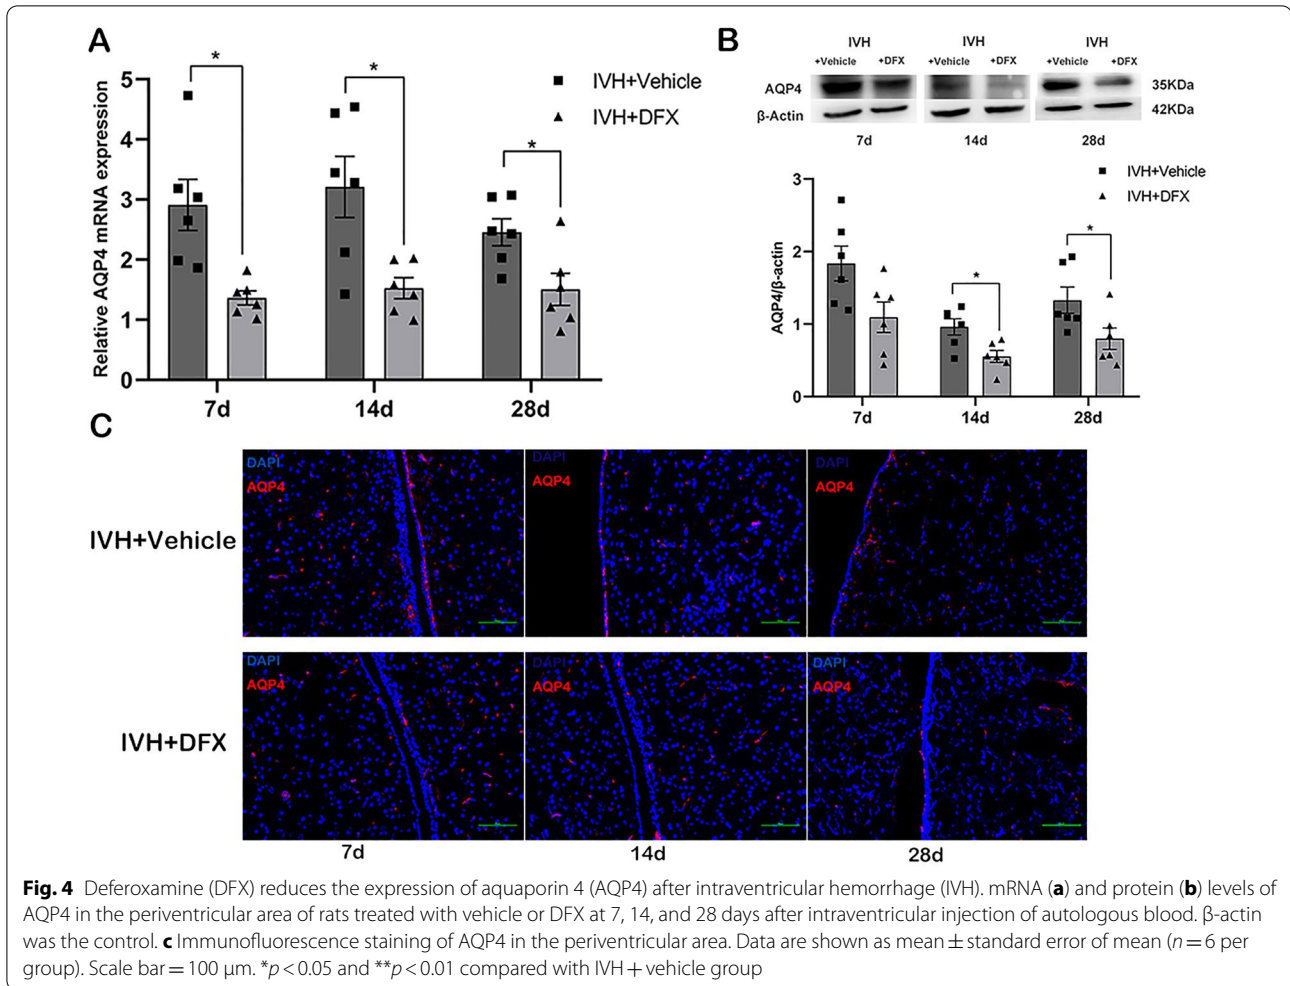 A
Relative AQP4 mRNA expression
5
4
3
2
1
0
*
*
*
IVH+Vehicle
IVH+DFX
7d
14d
28d
B
IVH
IVH
IVH
+Vehicle
+DFX
+Vehicle
+DFX
+Vehicle
+DFX
AQP4
35KDa
β-Actin
42KDa
7d
14d
28d
IVH+Vehicle
IVH+DFX
AQP4/β-actin
3
2
1
0
*
*
7d
14d
28d
C
IVH+Vehicle
DAPI
AQP4
DAPI
AQP4
DAPI
AQP4
IVH+DFX
DAPI
AQP4
DAPI
AQP4
DAPI
AQP4
7d
14d
28d
Fig. 4 Deferoxamine (DFX) reduces the expression of aquaporin 4 (AQP4) after intraventricular hemorrhage (IVH). mRNA (a) and protein (b) levels of
AQP4 in the periventricular area of rats treated with vehicle or DFX at 7, 14, and 28 days after intraventricular injection of autologous blood. β-actin
was the control. c Immunofluorescence staining of AQP4 in the periventricular area. Data are shown as mean ± standard error of mean (n = 6 per
group). Scale bar = 100 μm. *p < 0.05 and **p < 0.01 compared with IVH + vehicle group